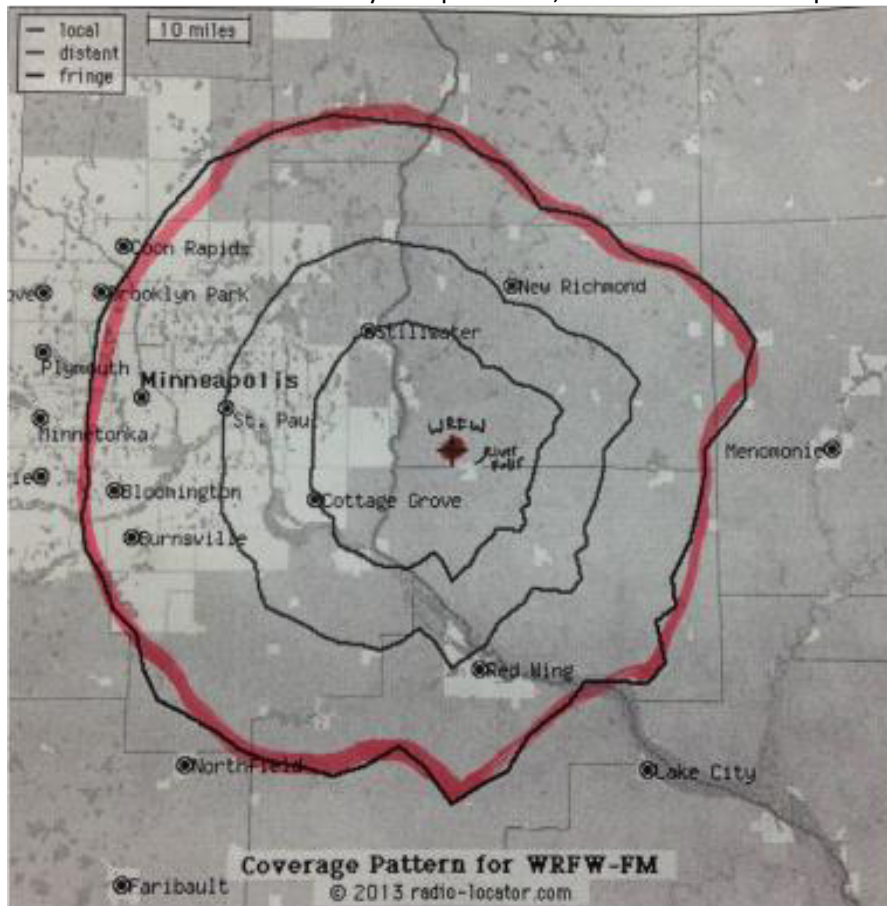 local
distant
fringe
10 miles
Coon Rapids
Brooklyn Park
New Richmond
Stillwater
Plymouth
Minneapolis
St. Pau
Minnetonka
WRFW
River
Falls
Menomonie
Bloomington
Cottage Grove
Burnsville
Red Wing
Northfield
Lake City
Coverage Pattern for WRFW-FM
Faribault
© 2013 radio-locator.com